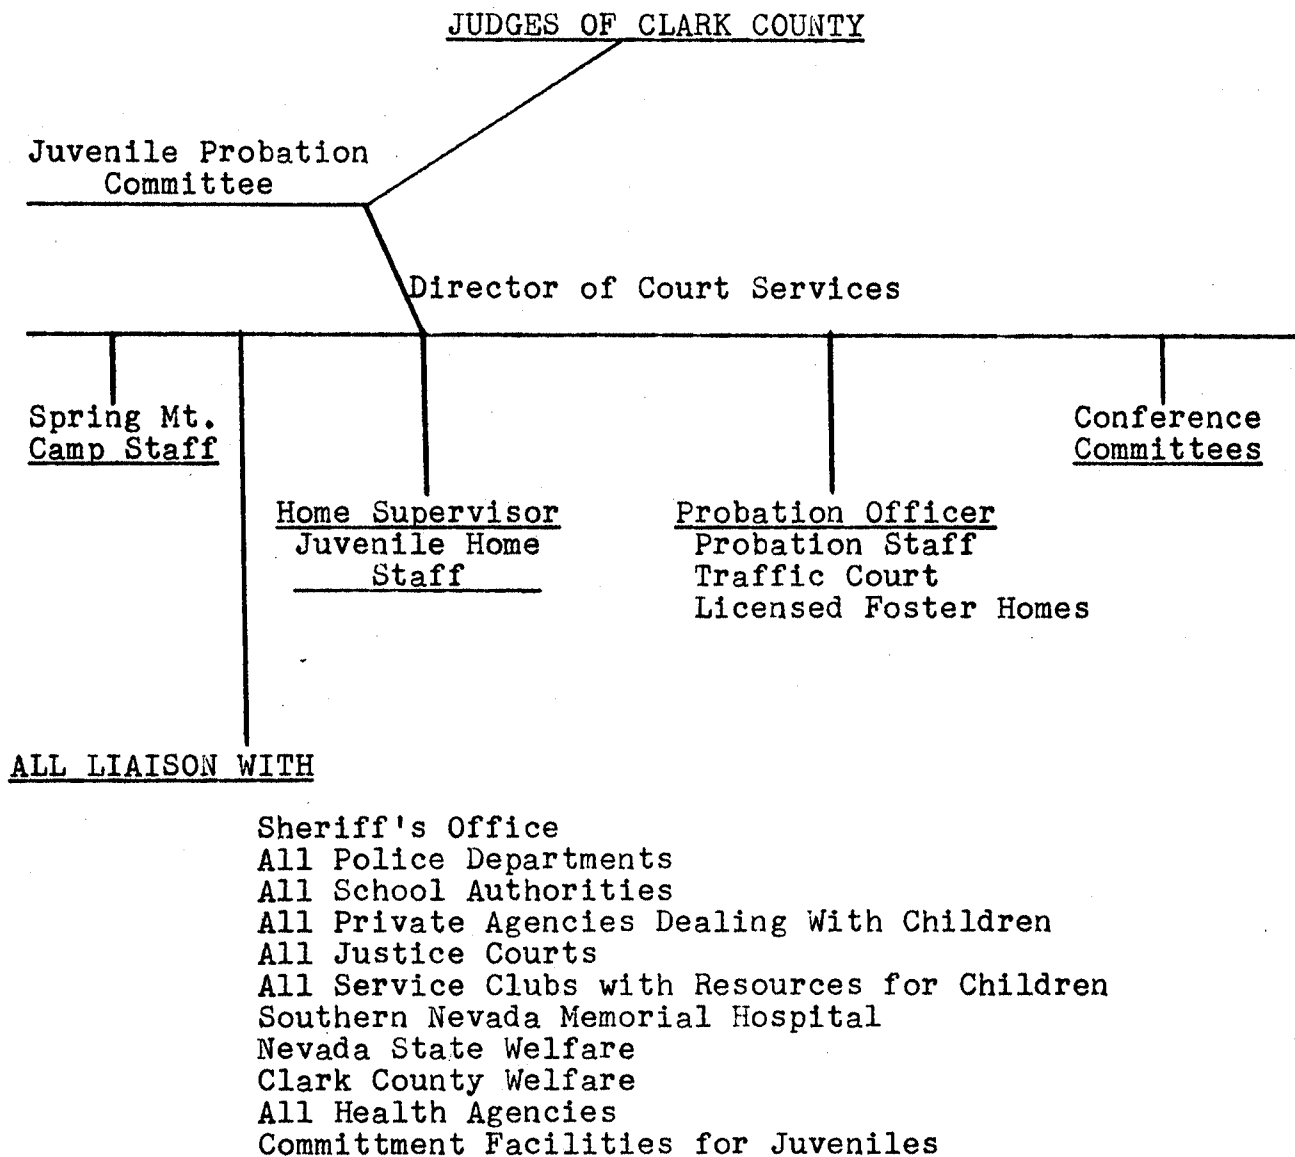 JUDGES OF CLARK COUNTY
Juvenile Probation
Committee
Director of Court Services
Spring Mt.
Camp Staff
Conference
Committees
Home Supervisor
Juvenile Home
Staff
Probation Officer
Probation Staff
Traffic Court
Licensed Foster Homes
ALL LIAISON WITH
Sheriff's Office
All Police Departments
All School Authorities
All Private Agencies Dealing With Children
All Justice Courts
All Service Clubs with Resources for Children
Southern Nevada Memorial Hospital
Nevada State Welfare
Clark County Welfare
All Health Agencies
Committment Facilities for Juveniles